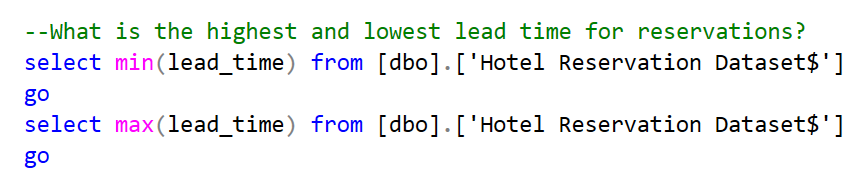 --What is the highest and lowest lead time for reservations?
select min(lead_time) from [dbo].['Hotel Reservation Dataset$']
go
select max(lead_time) from [dbo].['Hotel Reservation Dataset$']
go